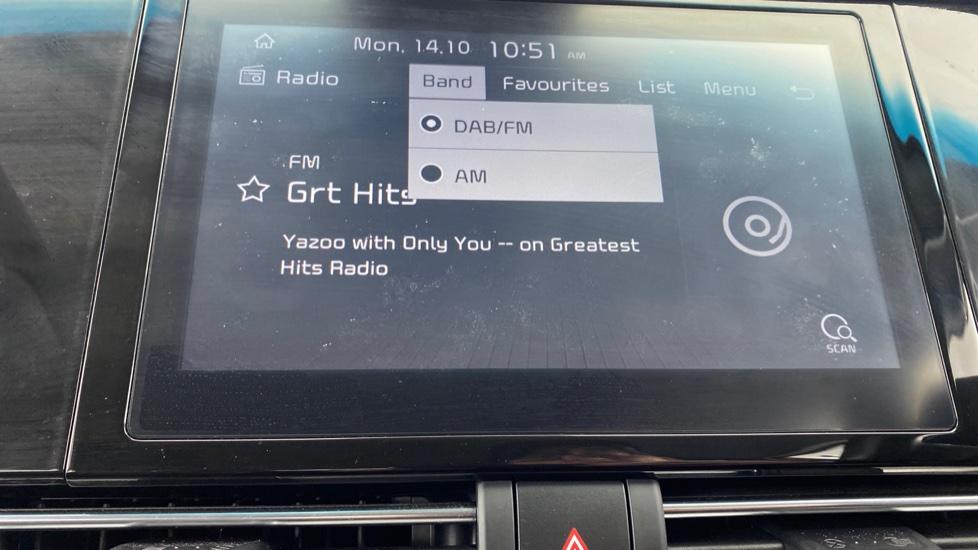 Mon. 14.10 10:51 AM
Radio
Band Favourites List Menu
DAB/FM
AM
FM
Grt Hits
Yazoo with Only You -- on Greatest
Hits Radio
SCAN